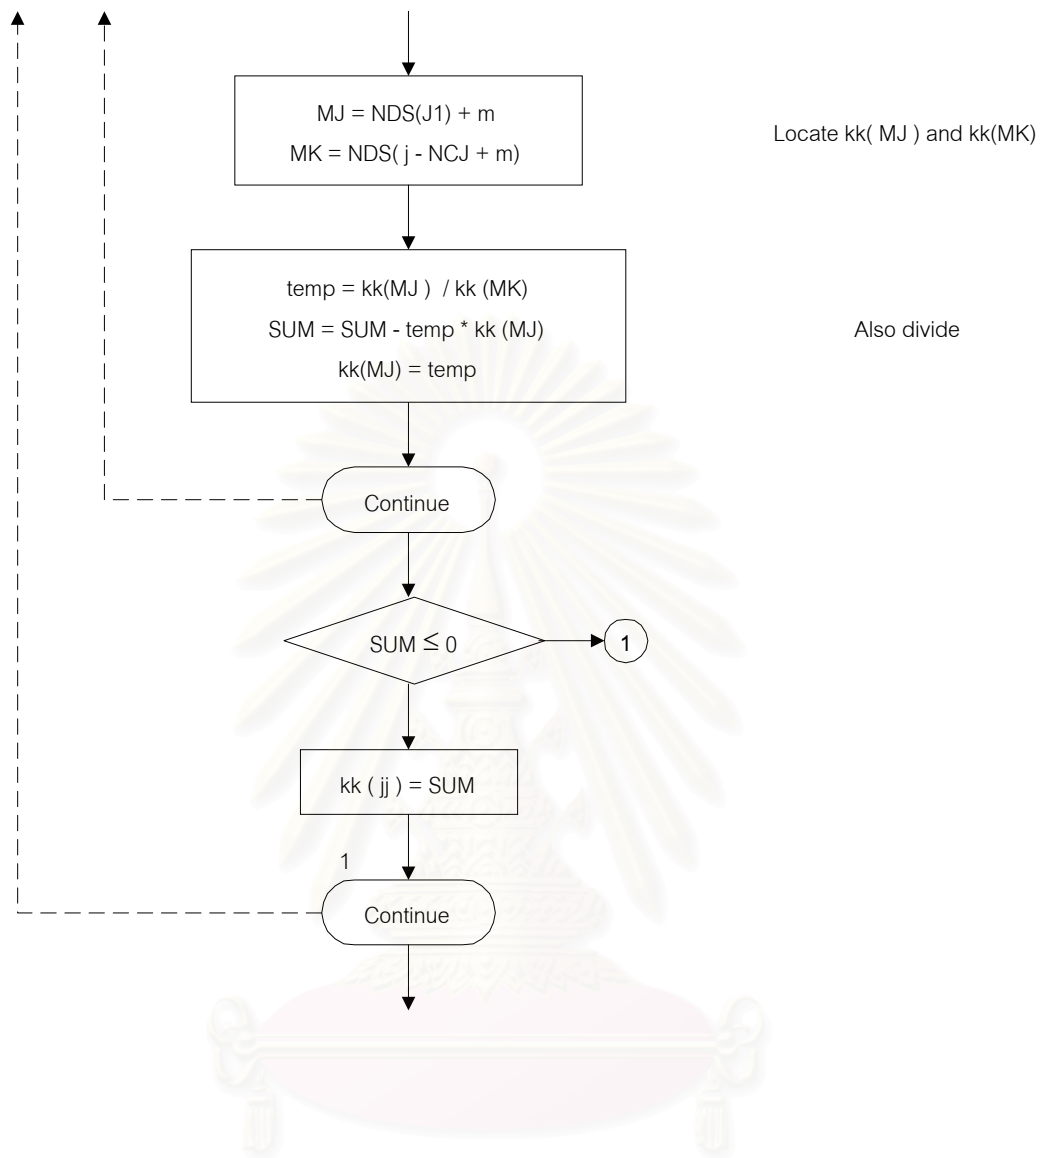 MJ = NDS(J1) + m
MK = NDS( j - NCJ + m)
Locate kk( MJ ) and kk(MK)
temp = kk(MJ ) / kk (MK)
SUM = SUM - temp * kk (MJ)
kk(MJ) = temp
Also divide
Continue
SUM ≤ 0
1
kk ( jj ) = SUM
1
Continue